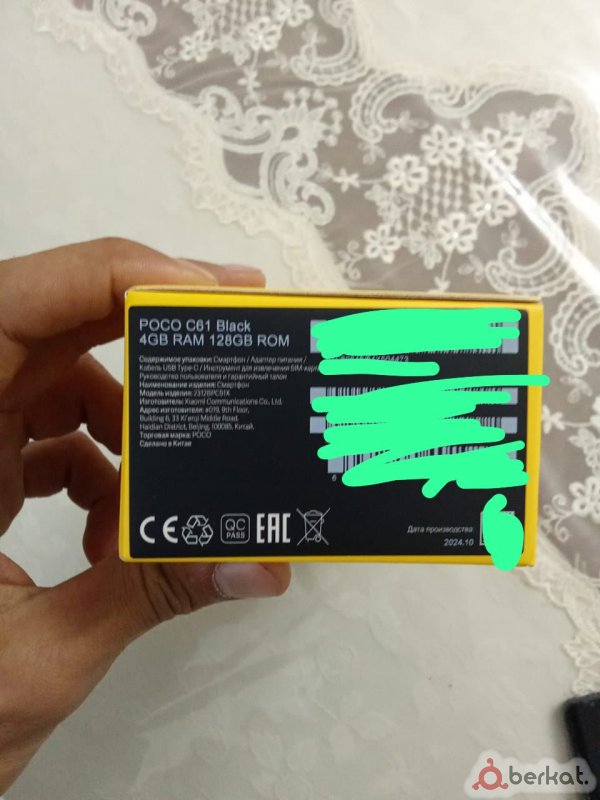 POCO C61 Black
4GB RAM 128GB ROM
Содержимое упаковки: Смартфон / Адаптер питания /
Кабель USB Type-C / Инструмент для извлечения SIM-карты
Руководство пользователя и гарантийный талон
Наименование изделия: Смартфон
Модель изделия: 2312BPC51X
Изготовитель: Xiaomi Communications Co., Ltd.
Адрес изготовителя: #019, 9th Floor,
Building 6, 33 Xi'erqi Middle Road,
Haidian District, Beijing, 100085, Китай.
Торговая марка: POCO
Сделано в Китае
6
CE
QC
PASS
EAC
Дата производства:
2024.10
berkat.